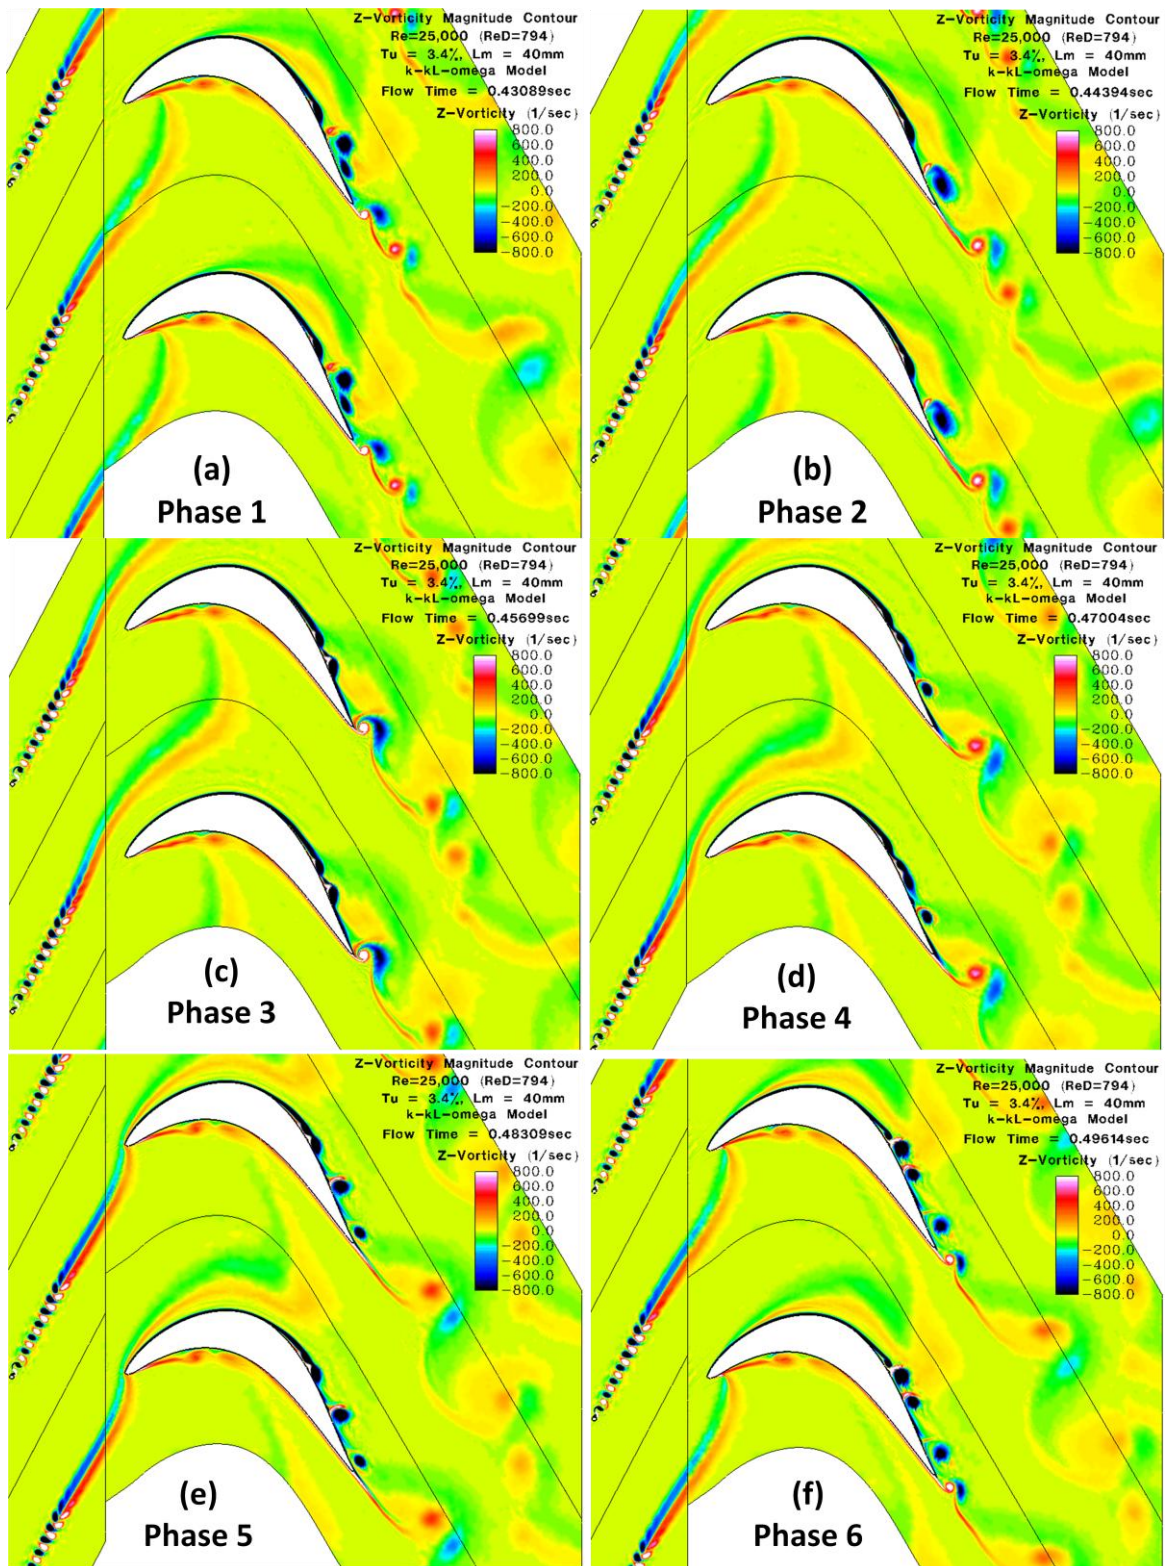 Z-Vorticity Magnitude Contour
Re=25,000 (ReD=794)
Tu = 3.4%, Lm = 40mm
k-kL-omega Model
Flow Time = 0.43089sec
Z-Vorticity (1/sec)
800.0
600.0
400.0
200.0
0.0
-200.0
-400.0
-600.0
-800.0
(a)
Phase 1
Z-Vorticity Magnitude Contour
Re=25,000 (ReD=794)
Tu = 3.4%, Lm = 40mm
k-kL-omega Model
Flow Time = 0.44394sec
Z-Vorticity (1/sec)
800.0
600.0
400.0
200.0
0.0
-200.0
-400.0
-600.0
-800.0
(b)
Phase 2
Z-Vorticity Magnitude Contour
Re=25,000 (ReD=794)
Tu = 3.4%, Lm = 40mm
k-kL-omega Model
Flow Time = 0.45699sec
Z-Vorticity (1/sec)
800.0
600.0
400.0
200.0
0.0
-200.0
-400.0
-600.0
-800.0
(c)
Phase 3
Z-Vorticity Magnitude Contour
Re=25,000 (ReD=794)
Tu = 3.4%, Lm = 40mm
k-kL-omega Model
Flow Time = 0.47004sec
Z-Vorticity (1/sec)
800.0
600.0
400.0
200.0
0.0
-200.0
-400.0
-600.0
-800.0
(d)
Phase 4
Z-Vorticity Magnitude Contour
Re=25,000 (ReD=794)
Tu = 3.4%, Lm = 40mm
k-kL-omega Model
Flow Time = 0.48309sec
Z-Vorticity (1/sec)
800.0
600.0
400.0
200.0
0.0
-200.0
-400.0
-600.0
-800.0
(e)
Phase 5
Z-Vorticity Magnitude Contour
Re=25,000 (ReD=794)
Tu = 3.4%, Lm = 40mm
k-kL-omega Model
Flow Time = 0.49614sec
Z-Vorticity (1/sec)
800.0
600.0
400.0
200.0
0.0
-200.0
-400.0
-600.0
-800.0
(f)
Phase 6